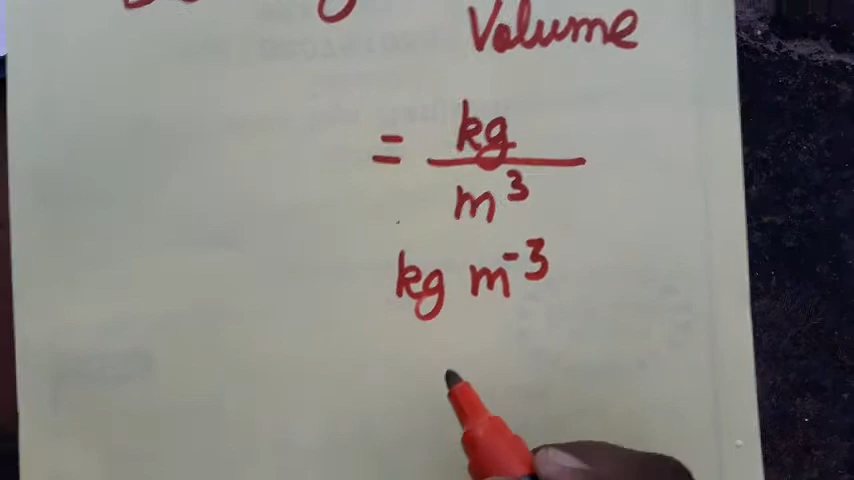 Volume
= kg
m³
kg m⁻³